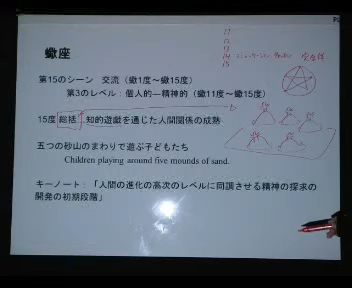 蠍座
第15のシーン　交流（蠍1度〜蠍15度）
第3のレベル：個人的―精神的（蠍11度〜蠍15度）
15度 総括：知的遊戯を通じた人間関係の成熟
五つの砂山のまわりで遊ぶ子どもたち
Children playing around five mounds of sand.
キーノート：「人間の進化の高次のレベルに同調させる精神の探求の
開発の初期段階」
11
12
13
14
15